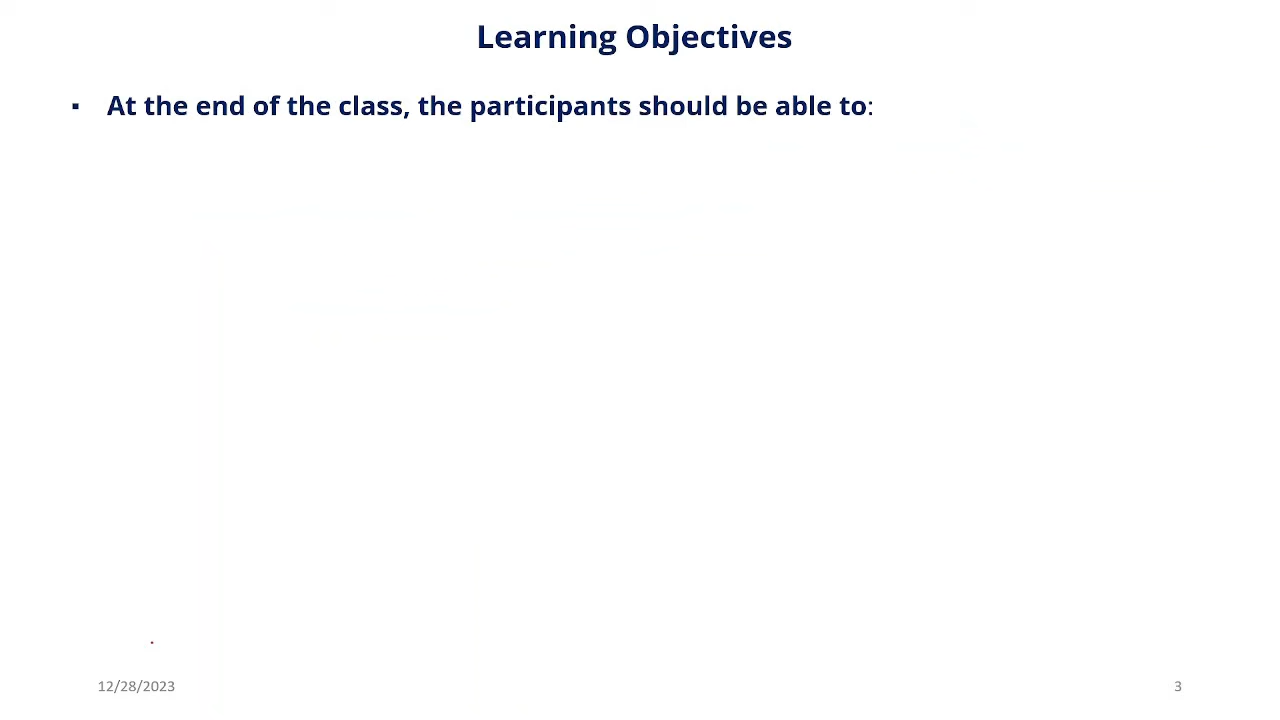 Learning Objectives
▪ At the end of the class, the participants should be able to:
12/28/2023
3